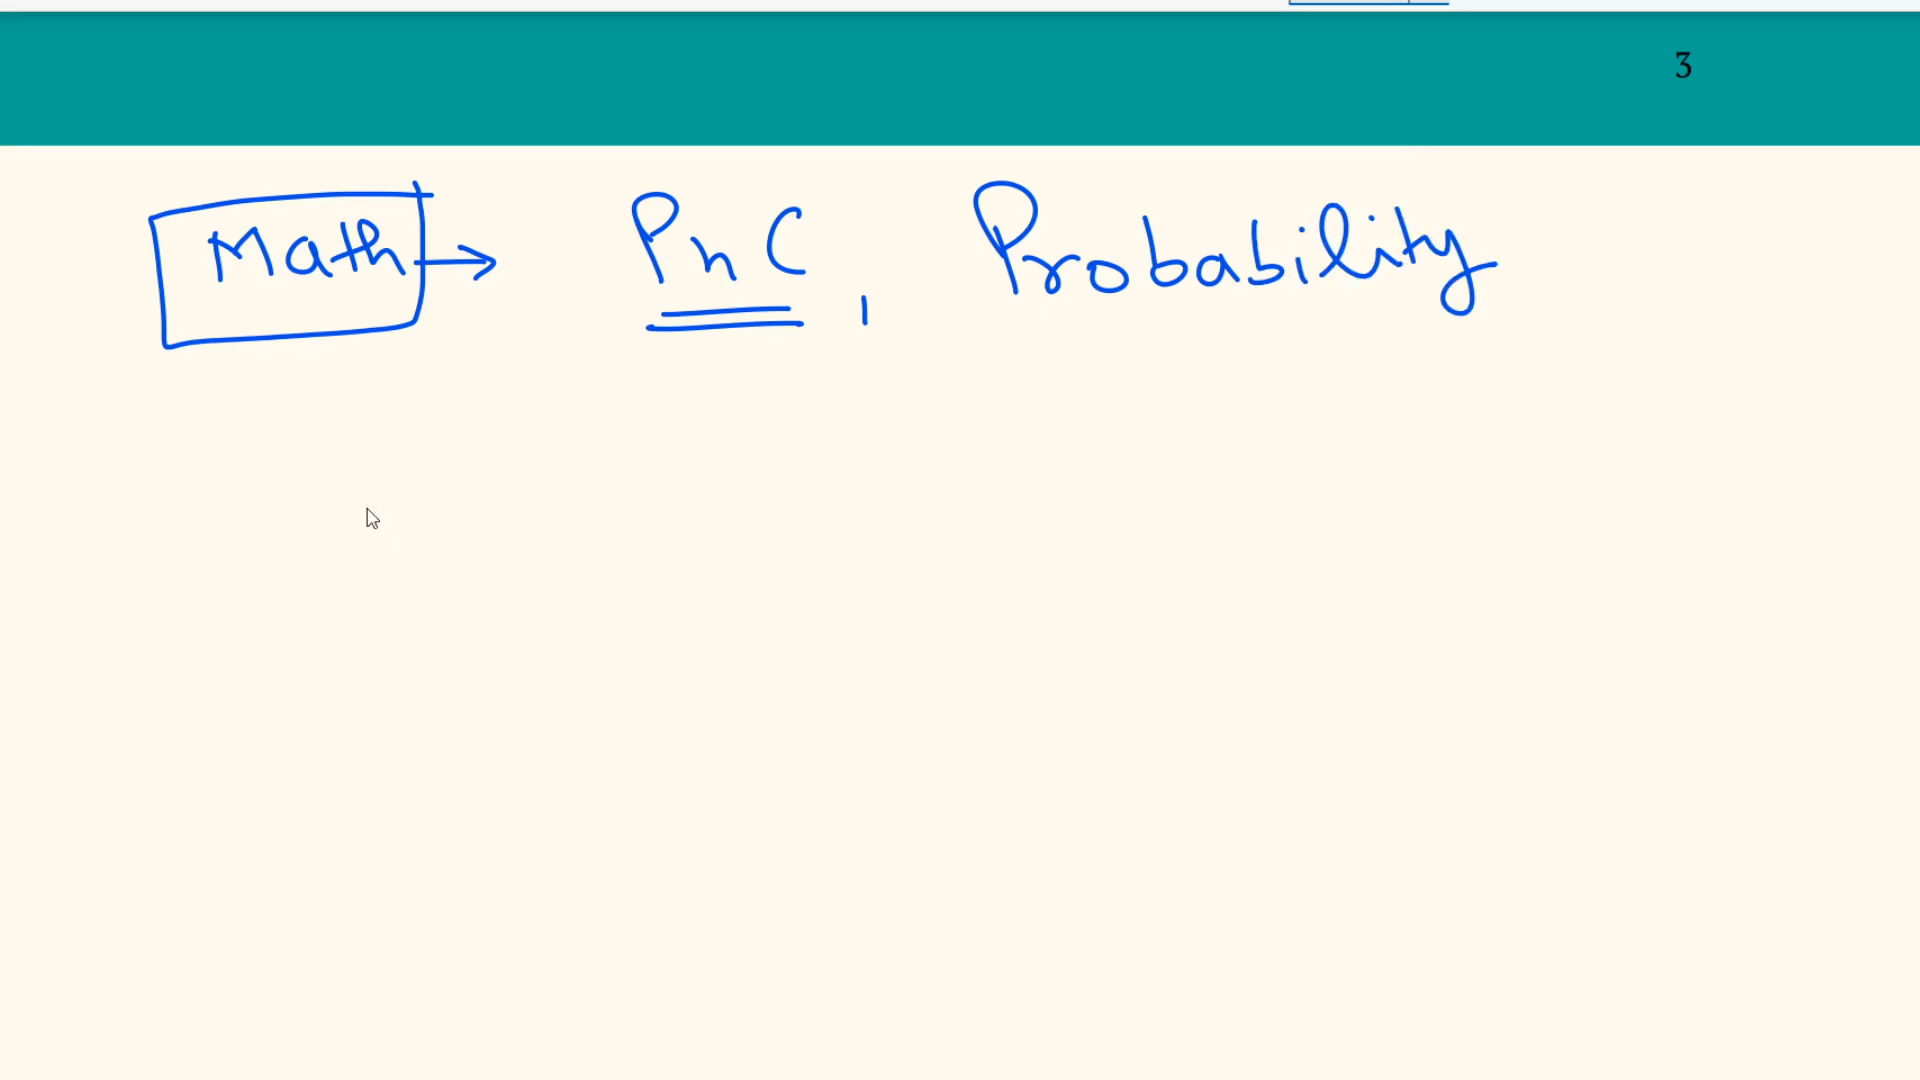 3
Math → PnC, Probability